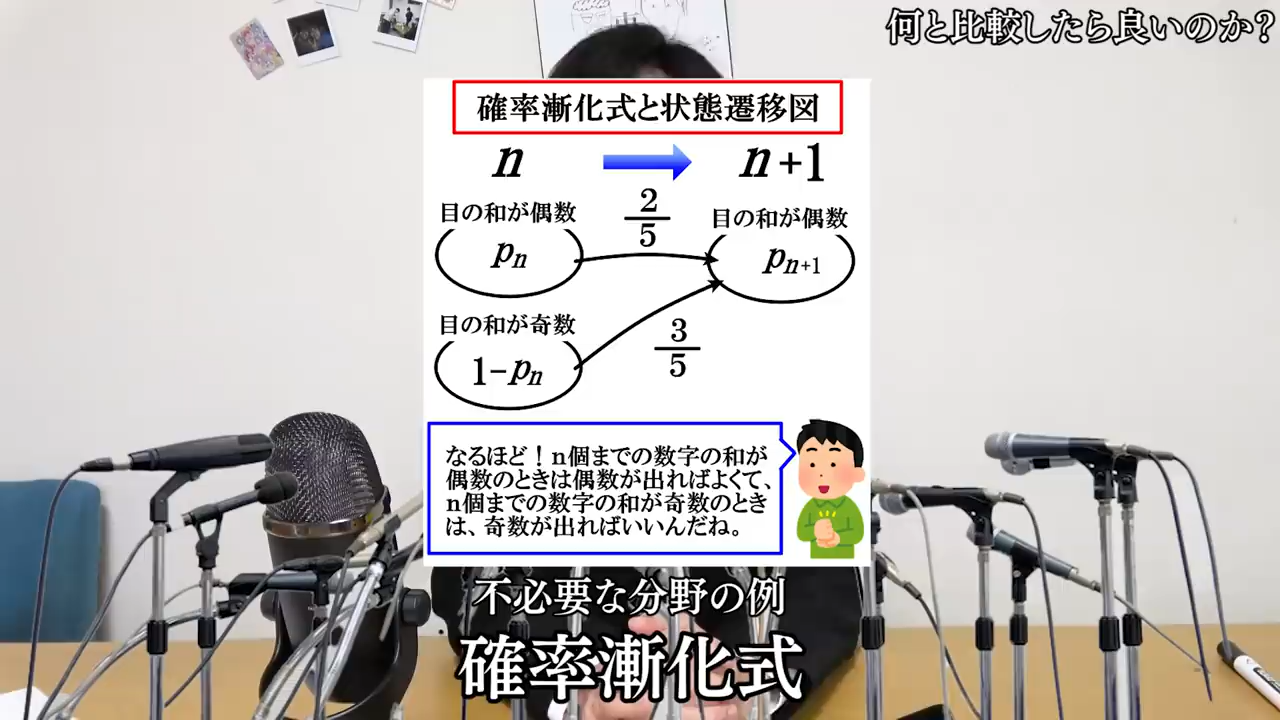 何と比較したら良いのか?
確率漸化式と状態遷移図
n
n+1
目の和が偶数
2/5
目の和が偶数
pn
pn+1
目の和が奇数
3/5
1-pn
なるほど!n個までの数字の和が
偶数のときは偶数が出ればよくて、
n個までの数字の和が奇数のとき
は、奇数が出ればいいんだね。
不必要な分野の例
確率漸化式